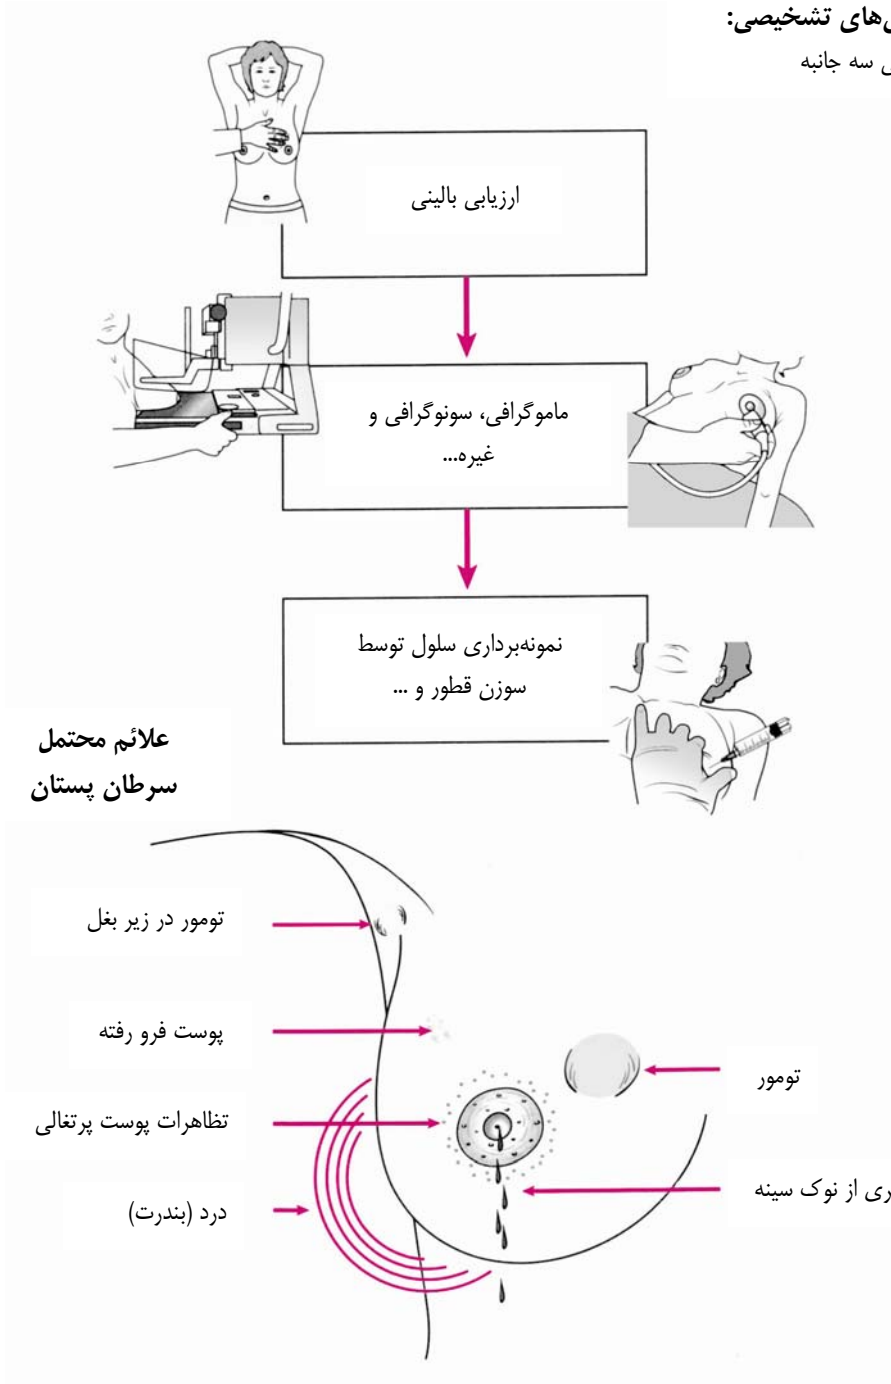 های تشخیصی:
سه جانبه
ارزیابی بالینی
ماموگرافی، سونوگرافی و
غیره...
نمونه‌برداری سلول توسط
سوزن قطور و ...
علائم محتمل
سرطان پستان
تومور در زیر بغل
پوست فرو رفته
تومور
تظاهرات پوست پرتغالی
از نوک سینه
درد (بندرت)